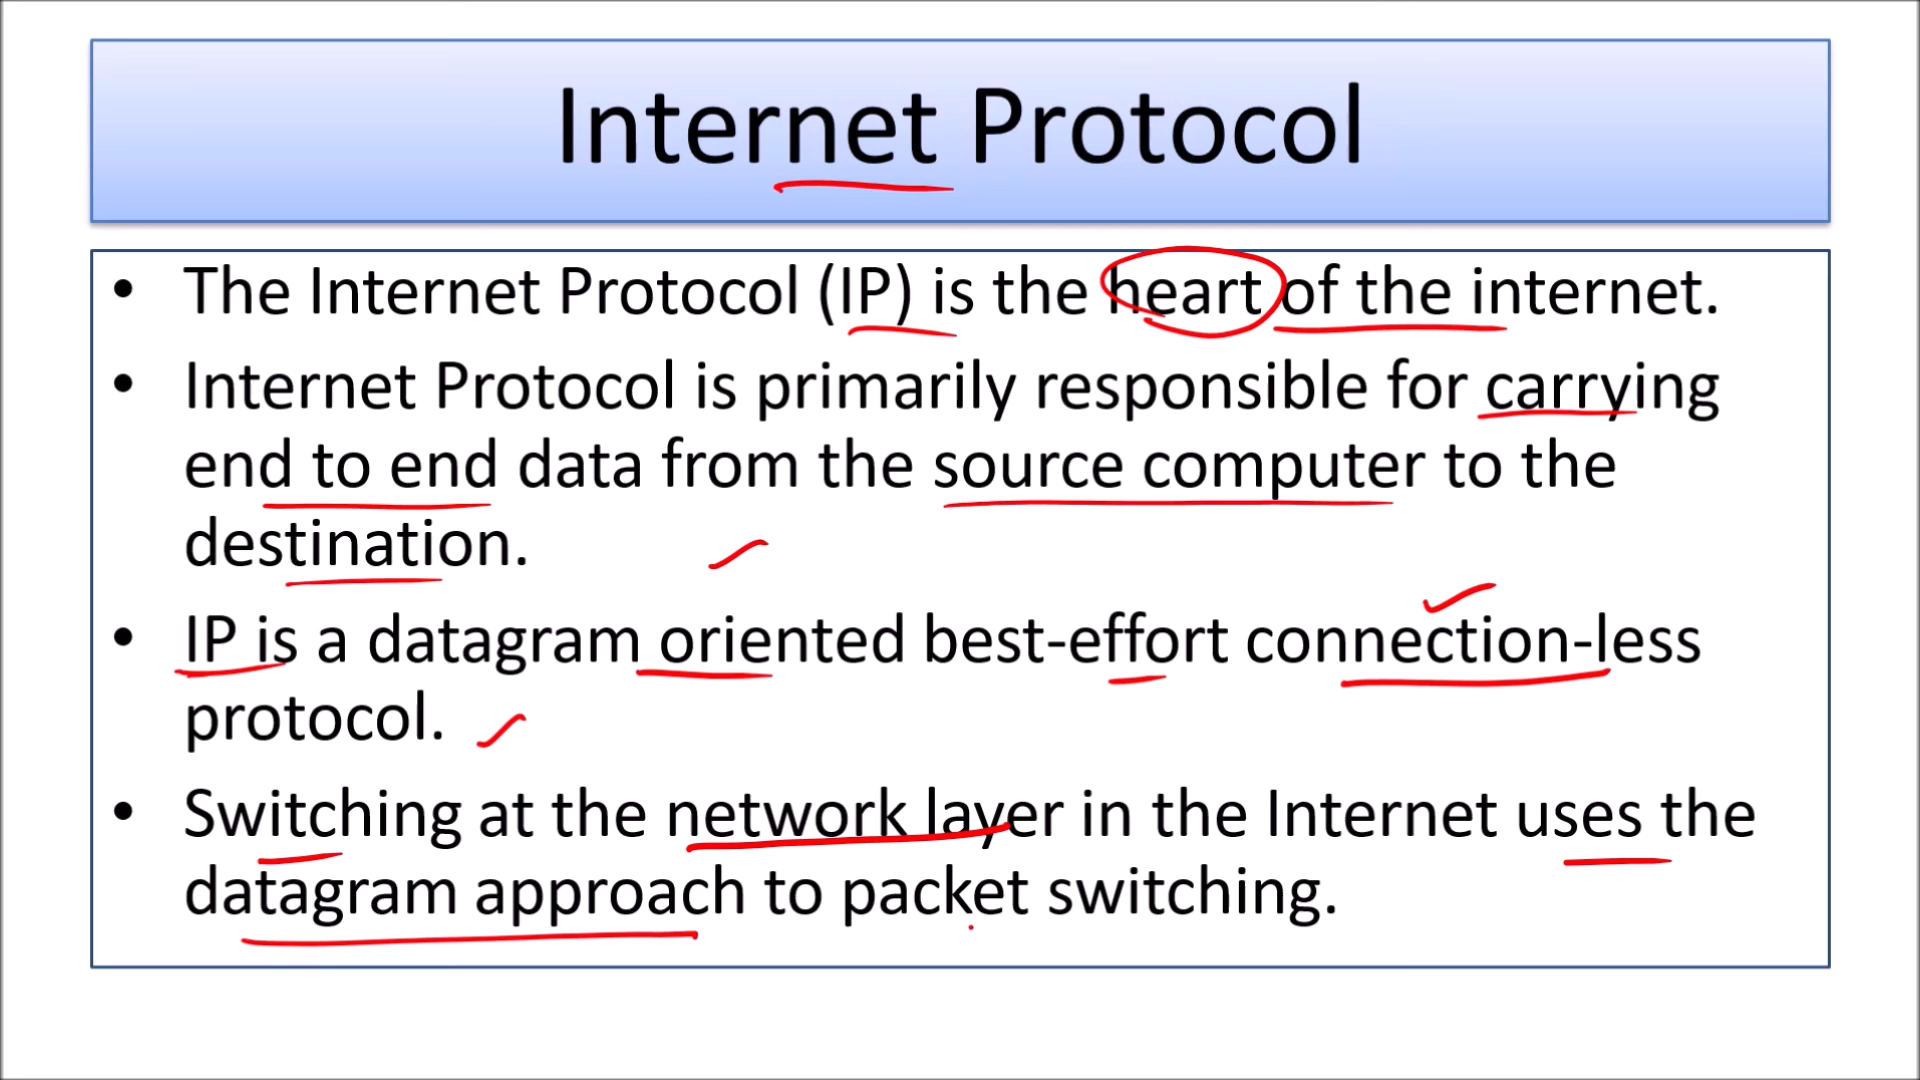 Internet Protocol
• The Internet Protocol (IP) is the heart of the internet.
• Internet Protocol is primarily responsible for carrying
end to end data from the source computer to the
destination.
• IP is a datagram oriented best-effort connection-less
protocol.
• Switching at the network layer in the Internet uses the
datagram approach to packet switching.